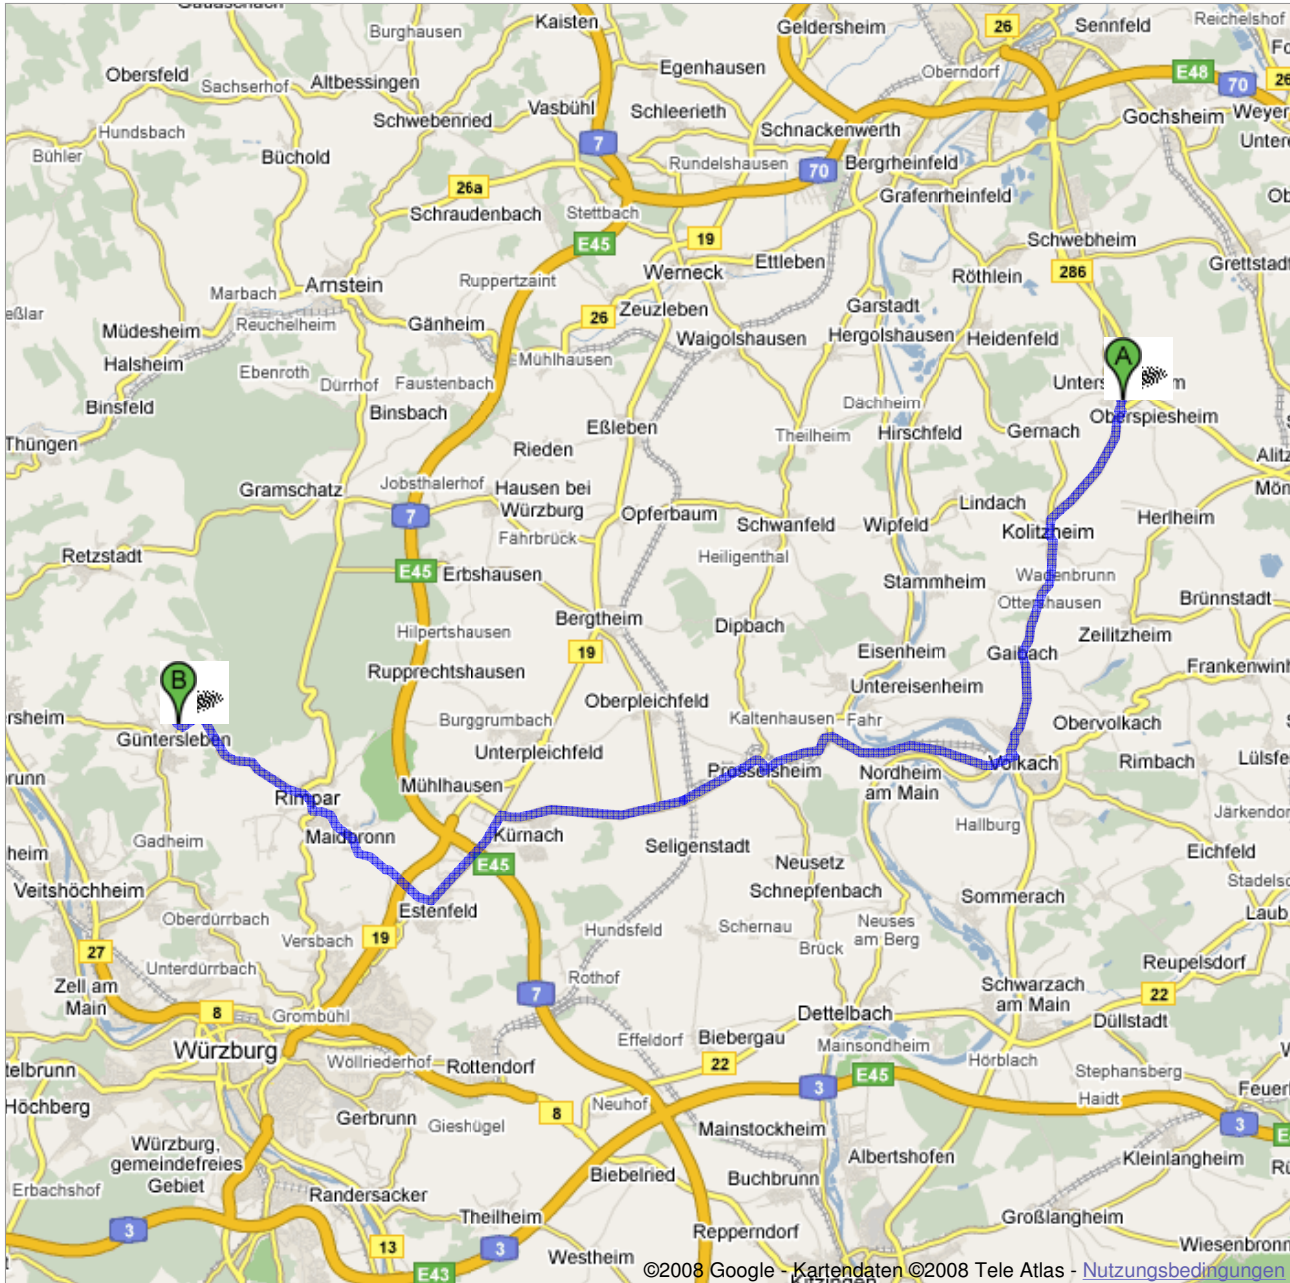 Kaisten
Geldersheim
26
Sennfeld
Reichelshof
Burghausen
Obersfeld
Sachserhof
Altbessingen
Egenhausen
Oberndorf
E48
70
Vasbühl
Schleerieth
Gochsheim
Hundsbach
Schwebenried
Schnackenwerth
Bühler
Büchold
7
Rundelshausen
70
Bergrheinfeld
26a
Grafenrheinfeld
Schraudenbach
Stettbach
E45
19
Schwebheim
Ettleben
Werneck
286
Röthlein
Arnstein
Ruppertzaint
Marbach
Reuchelheim
26
Zeuzleben
Garstadt
Müdesheim
Gänheim
Waigolshausen
Hergolshausen
Heidenfeld
Halsheim
Mühlhausen
A
Ebenroth
Dürrhof
Faustenbach
Binsfeld
Binsbach
Dächheim
Oberspiesheim
Thüngen
Eßleben
Theilheim
Hirschfeld
Gernach
Rieden
Gramschatz
Jobsthalerhof
Hausen bei
Würzburg
Lindach
7
Opferbaum
Schwanfeld
Wipfeld
Kolitzheim
Herlheim
Fährbrück
Retzstadt
Heiligenthal
E45
Erbshausen
Stammheim
Wadenbrunn
Ottershausen
Brünnstadt
Hilpertshausen
Bergtheim
Dipbach
Zeilitzheim
19
Eisenheim
Gaibach
B
Rupprechtshausen
Untereisenheim
Oberpleichfeld
Burggrumbach
Kaltenhausen
Fahr
Obervolkach
Güntersleben
Unterpleichfeld
Prosselsheim
Nordheim
am Main
Volkach
Rimbach
Mühlhausen
Rimpar
Hallburg
Gadheim
Maidbronn
Kürnach
Seligenstadt
Neusetz
Eichfeld
E45
Veitshöchheim
Schnepfenbach
Sommerach
Estenfeld
Oberdürrbach
Hundsfeld
Schernau
Neuses
am Berg
Versbach
19
Brück
27
Unterdürrbach
Rothof
Reupelsdorf
Zell am
Main
7
Schwarzach
am Main
22
8
Grombühl
Dettelbach
Düllstadt
Würzburg
Effeldorf
Biebergau
Mainsondheim
Wöllriederhof
Rottendorf
22
Hörblach
Stephansberg
3
E45
Höchberg
Gerbrunn
Gieshügel
8
Neuhof
Haidt
3
Mainstockheim
Würzburg,
gemeindefreies
Gebiet
Biebelried
Buchbrunn
Albertshofen
Kleinlangheim
Erbachshof
Randersacker
3
Theilheim
Großlangheim
13
3
Westheim
Repperndorf
E43
Kitzingen
©2008 Google - Kartendaten ©2008 Tele Atlas - Nutzungsbedingungen